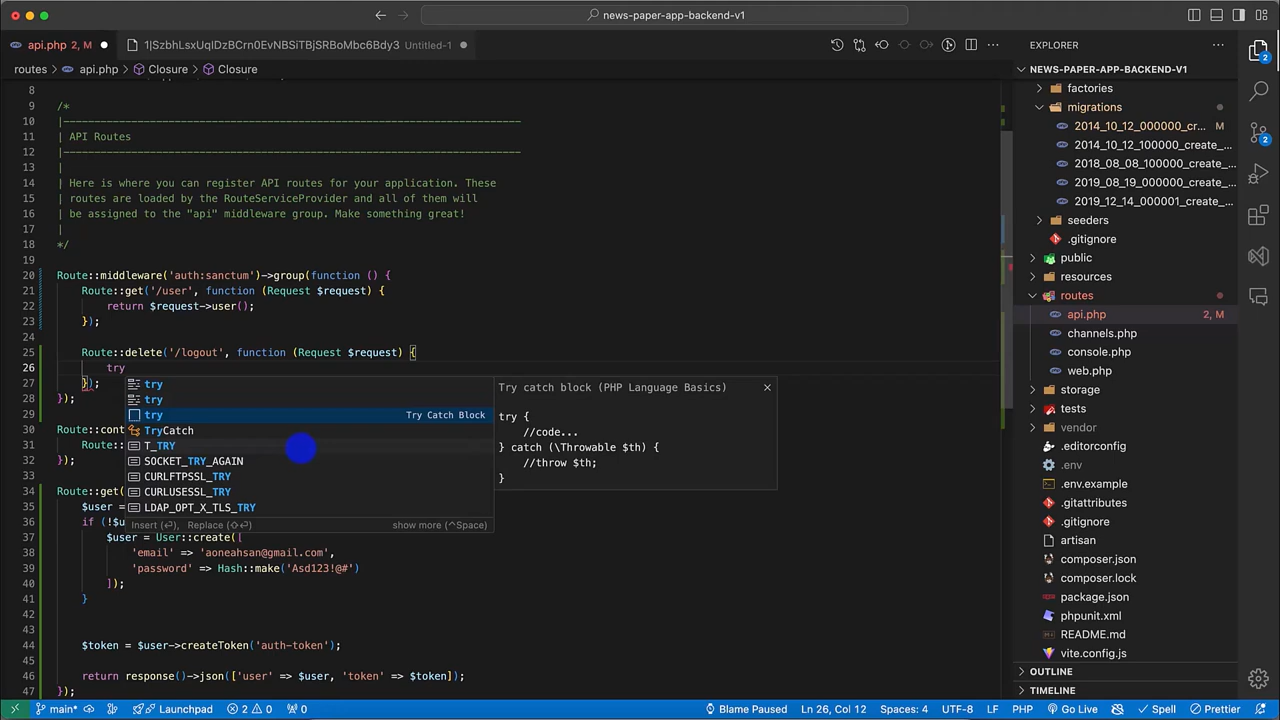 news-paper-app-backend-v1
api.php 2, M
1|SzbhLsxUqIDzBCrn0EvNBSiTBjSRBoMbc6Bdy3 Untitled-1
EXPLORER
routes > api.php > Closure > Closure
NEWS-PAPER-APP-BACKEND-V1
8
9 /*
10 |--------------------------------------------------------------------------
11 | API Routes
12 |--------------------------------------------------------------------------
13 |
14 | Here is where you can register API routes for your application. These
15 | routes are loaded by the RouteServiceProvider and all of them will
16 | be assigned to the "api" middleware group. Make something great!
17 |
18 */
19
20 Route::middleware('auth:sanctum')->group(function () {
21 Route::get('/user', function (Request $request) {
22 return $request->user();
23 });
24
25 Route::delete('/logout', function (Request $request) {
26 try
27 });
28 });
29
30 Route::cont
31 Route::
32 });
33
34 Route::get(
35 $user =
36 if (!$u
37 $user = User::create([
38 'email' => 'aoneahsan@gmail.com',
39 'password' => Hash::make('Asd123!@#')
40 ]);
41 }
42
43
44 $token = $user->createToken('auth-token');
45
46 return response()->json(['user' => $user, 'token' => $token]);
47 });
try
try
try Try Catch Block
TryCatch
T_TRY
SOCKET_TRY_AGAIN
CURLFTPSSL_TRY
CURLUSESSL_TRY
LDAP_OPT_X_TLS_TRY
Insert (⏎), Replace (⇧⏎) show more (^Space)
Try catch block (PHP Language Basics)
try {
//code...
} catch (\Throwable $th) {
//throw $th;
}
factories
migrations
2014_10_12_000000_cr... M
2014_10_12_100000_create_...
2018_08_08_100000_create_...
2019_08_19_000000_create_...
2019_12_14_000001_create_...
seeders
.gitignore
public
resources
routes
api.php 2, M
channels.php
console.php
web.php
storage
tests
vendor
.editorconfig
.env
.env.example
.gitattributes
.gitignore
artisan
composer.json
composer.lock
package.json
phpunit.xml
README.md
vite.config.js
OUTLINE
TIMELINE
2
2
main* Launchpad 2 0 0 Blame Paused Ln 26, Col 12 Spaces: 4 UTF-8 LF PHP Go Live Spell Prettier